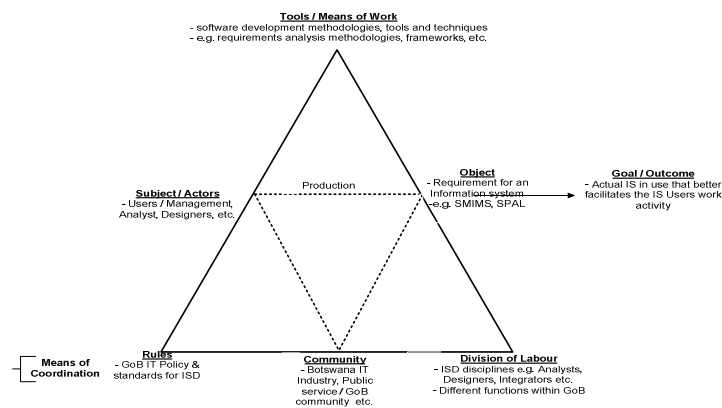 Tools / Means of Work
- software development methodologies, tools and techniques
- e.g. requirements analysis methodologies, frameworks, etc.
Subject / Actors
- Users / Management,
Analyst, Designers, etc.
Production
Object
- Requirement for an
Information system
-e.g. SMIMS, SPAL
Goal / Outcome
- Actual IS in use that better
facilitates the IS Users work
activity
Means of
Coordination
Rules
- GoB IT Policy &
standards for ISD
Community
- Botswana IT
Industry, Public
service / GoB
community etc.
Division of Labour
- ISD disciplines e.g. Analysts,
Designers, Integrators etc.
- Different functions within GoB